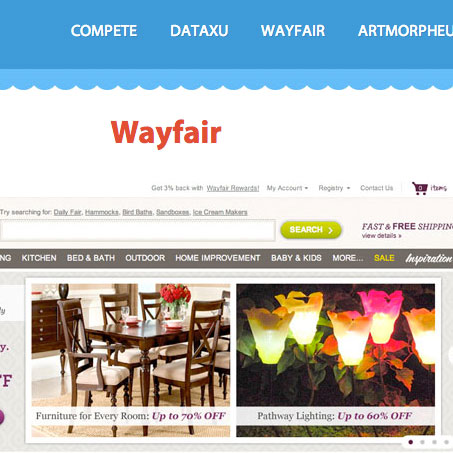 COMPETE DATAXU WAYFAIR ARTMORPHEU
Wayfair
Get 3% back with Wayfair Rewards! My Account Registry Contact Us 0 items
Try searching for: Daily Fair, Hammocks, Bird Baths, Sandboxes, Ice Cream Makers
SEARCH
FAST & FREE SHIPPING
view details »
NG KITCHEN BED & BATH OUTDOOR HOME IMPROVEMENT BABY & KIDS MORE... SALE Inspiration
ly
y.
FF
Furniture for Every Room: Up to 70% OFF
Pathway Lighting: Up to 60% OFF